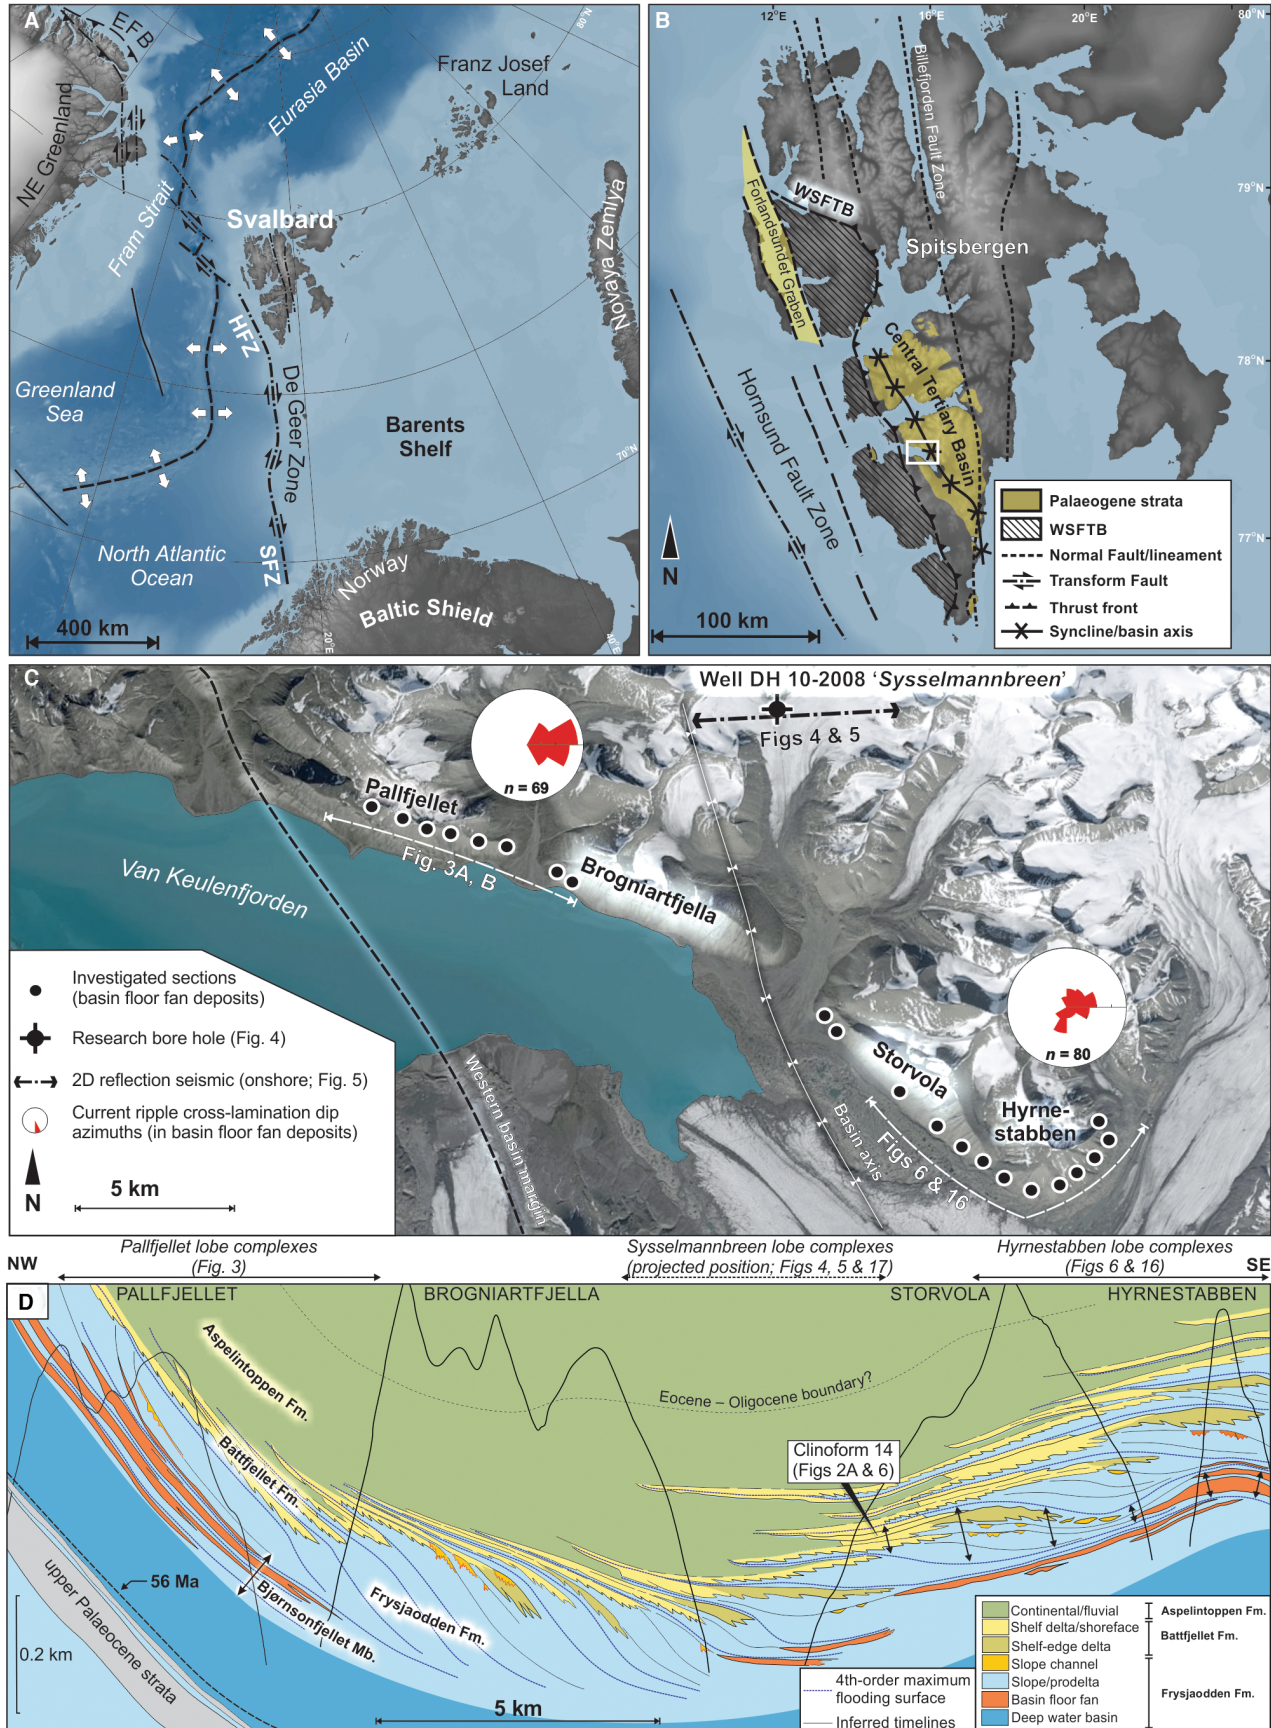 A
EFB
80°N
NE Greenland
Eurasia Basin
Franz Josef
Land
Fram Strait
Svalbard
Novaya Zemlya
HFZ
Greenland
Sea
De Geer Zone
Barents
Shelf
70°N
North Atlantic
Ocean
SFZ
Norway
Baltic Shield
400 km
20°E
40°E
B
12°E
16°E
20°E
80°N
Billefjorden Fault Zone
79°N
WSFTB
Forlandsundet Graben
Spitsbergen
78°N
Central Tertiary Basin
Hornsund Fault Zone
77°N
N
100 km
Palaeogene strata
WSFTB
Normal Fault/lineament
Transform Fault
Thrust front
Syncline/basin axis
C
Well DH 10-2008 ‘Sysselmannbreen’
Figs 4 & 5
n = 69
Pallfjellet
Fig. 3A, B
Brogniartfjella
Van Keulenfjorden
Western basin margin
Basin axis
Storvola
Hyrne-
stabben
n = 80
Figs 6 & 16
Investigated sections
(basin floor fan deposits)
Research bore hole (Fig. 4)
2D reflection seismic (onshore; Fig. 5)
Current ripple cross-lamination dip
azimuths (in basin floor fan deposits)
N
5 km
NW
Pallfjellet lobe complexes
(Fig. 3)
Sysselmannbreen lobe complexes
(projected position; Figs 4, 5 & 17)
Hyrnestabben lobe complexes
(Figs 6 & 16)
SE
D
PALLFJELLET
BROGNIARTFJELLA
STORVOLA
HYRNESTABBEN
Aspelintoppen Fm.
Eocene – Oligocene boundary?
Battfjellet Fm.
Clinoform 14
(Figs 2A & 6)
56 Ma
upper Palaeocene strata
Bjørnsonfjellet Mb.
Frysjaodden Fm.
0.2 km
5 km
4th-order maximum
flooding surface
Inferred timelines
Continental/fluvial
Shelf delta/shoreface
Shelf-edge delta
Slope channel
Slope/prodelta
Basin floor fan
Deep water basin
Aspelintoppen Fm.
Battfjellet Fm.
Frysjaodden Fm.